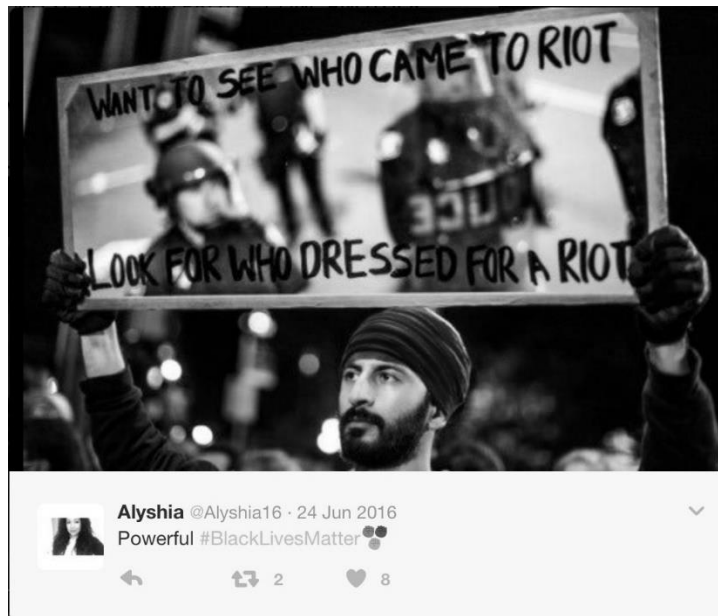 WANT TO SEE WHO CAME TO RIOT
ƎƆI⅃
LOOK FOR WHO DRESSED FOR A RIOT
Alyshia @Alyshia16 · 24 Jun 2016
Powerful #BlackLivesMatter
2 8